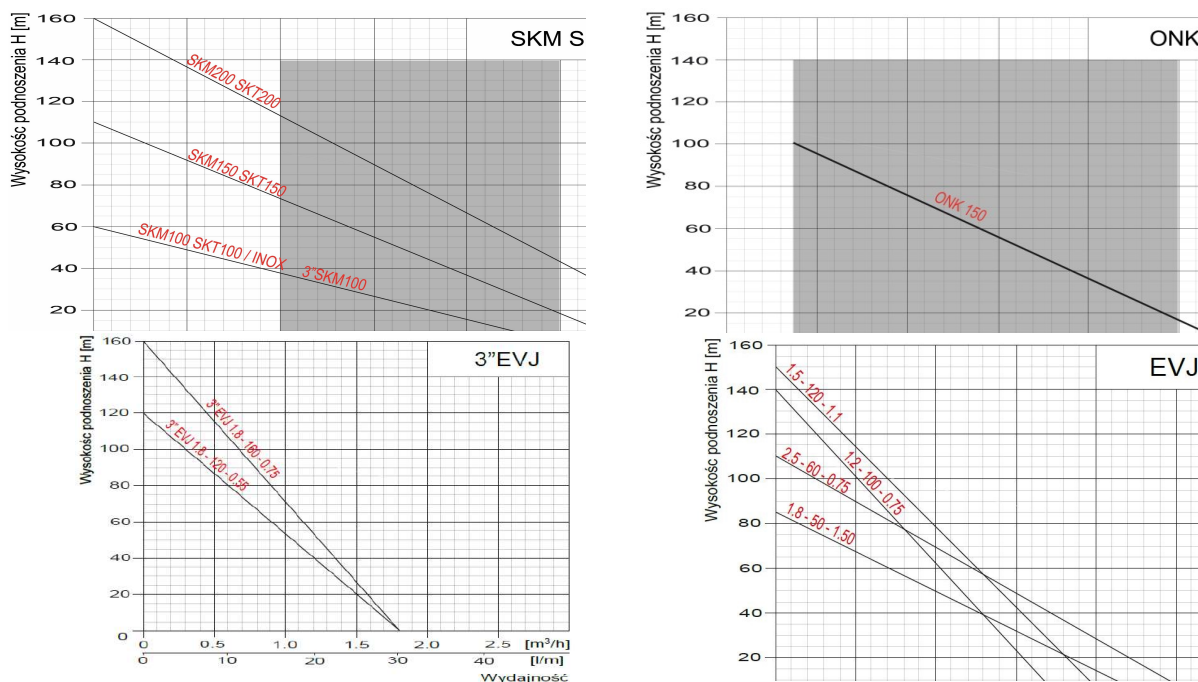 Wysokość podnoszenia H [m]
SKM S
160
140
120
100
80
60
40
20
SKM200 SKT200
SKM150 SKT150
SKM100 SKT100 / INOX
3"SKM100
Wysokość podnoszenia H [m]
ONK
160
140
120
100
80
60
40
20
ONK 150
Wysokość podnoszenia H [m]
3"EVJ
160
140
120
100
80
60
40
20
0
3" EVJ 1.8 - 160 - 0.75
3" EVJ 1.8 - 120 - 0.55
0 0.5 1.0 1.5 2.0 2.5 [m³/h]
0 10 20 30 40 [l/m]
Wydajność
Wysokość podnoszenia H [m]
EVJ
160
140
120
100
80
60
40
20
1.5 - 120 - 1.1
1.2 - 100 - 0.75
2.5 - 60 - 0.75
1.8 - 50 - 1.50